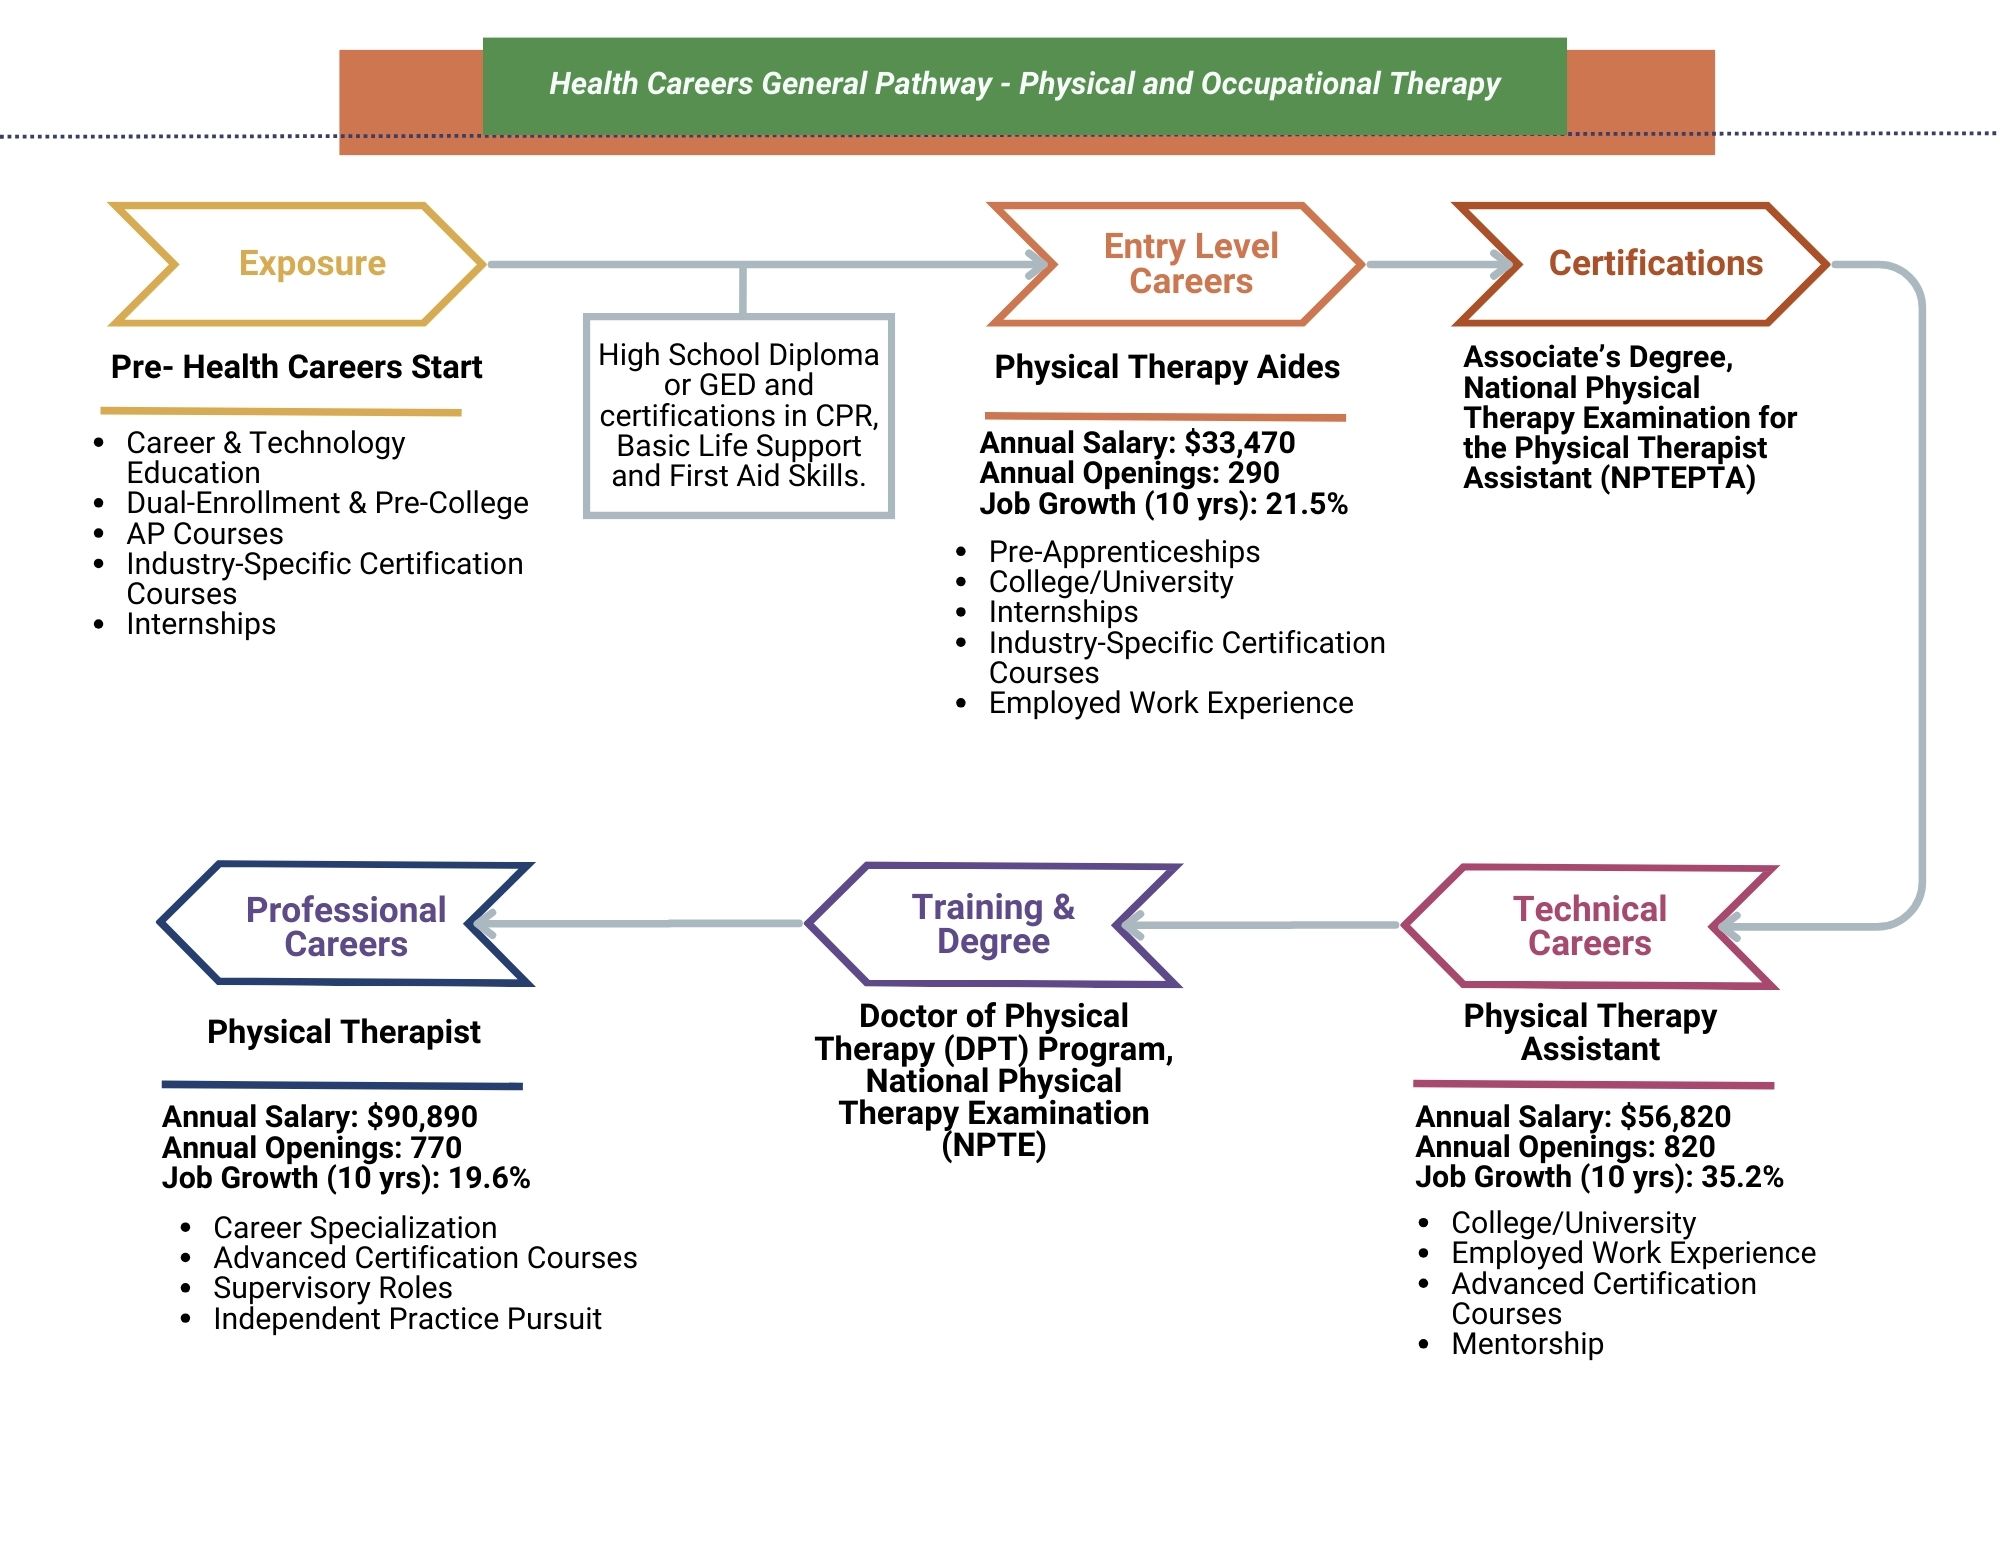 Health Careers General Pathway - Physical and Occupational Therapy
Exposure
Pre- Health Careers Start
• Career & Technology
Education
• Dual-Enrollment & Pre-College
• AP Courses
• Industry-Specific Certification
Courses
• Internships
High School Diploma
or GED and
certifications in CPR,
Basic Life Support
and First Aid Skills.
Entry Level
Careers
Physical Therapy Aides
Annual Salary: $33,470
Annual Openings: 290
Job Growth (10 yrs): 21.5%
• Pre-Apprenticeships
• College/University
• Internships
• Industry-Specific Certification
Courses
• Employed Work Experience
Certifications
Associate’s Degree,
National Physical
Therapy Examination for
the Physical Therapist
Assistant (NPTEPTA)
Technical
Careers
Physical Therapy
Assistant
Annual Salary: $56,820
Annual Openings: 820
Job Growth (10 yrs): 35.2%
• College/University
• Employed Work Experience
• Advanced Certification
Courses
• Mentorship
Training &
Degree
Doctor of Physical
Therapy (DPT) Program,
National Physical
Therapy Examination
(NPTE)
Professional
Careers
Physical Therapist
Annual Salary: $90,890
Annual Openings: 770
Job Growth (10 yrs): 19.6%
• Career Specialization
• Advanced Certification Courses
• Supervisory Roles
• Independent Practice Pursuit